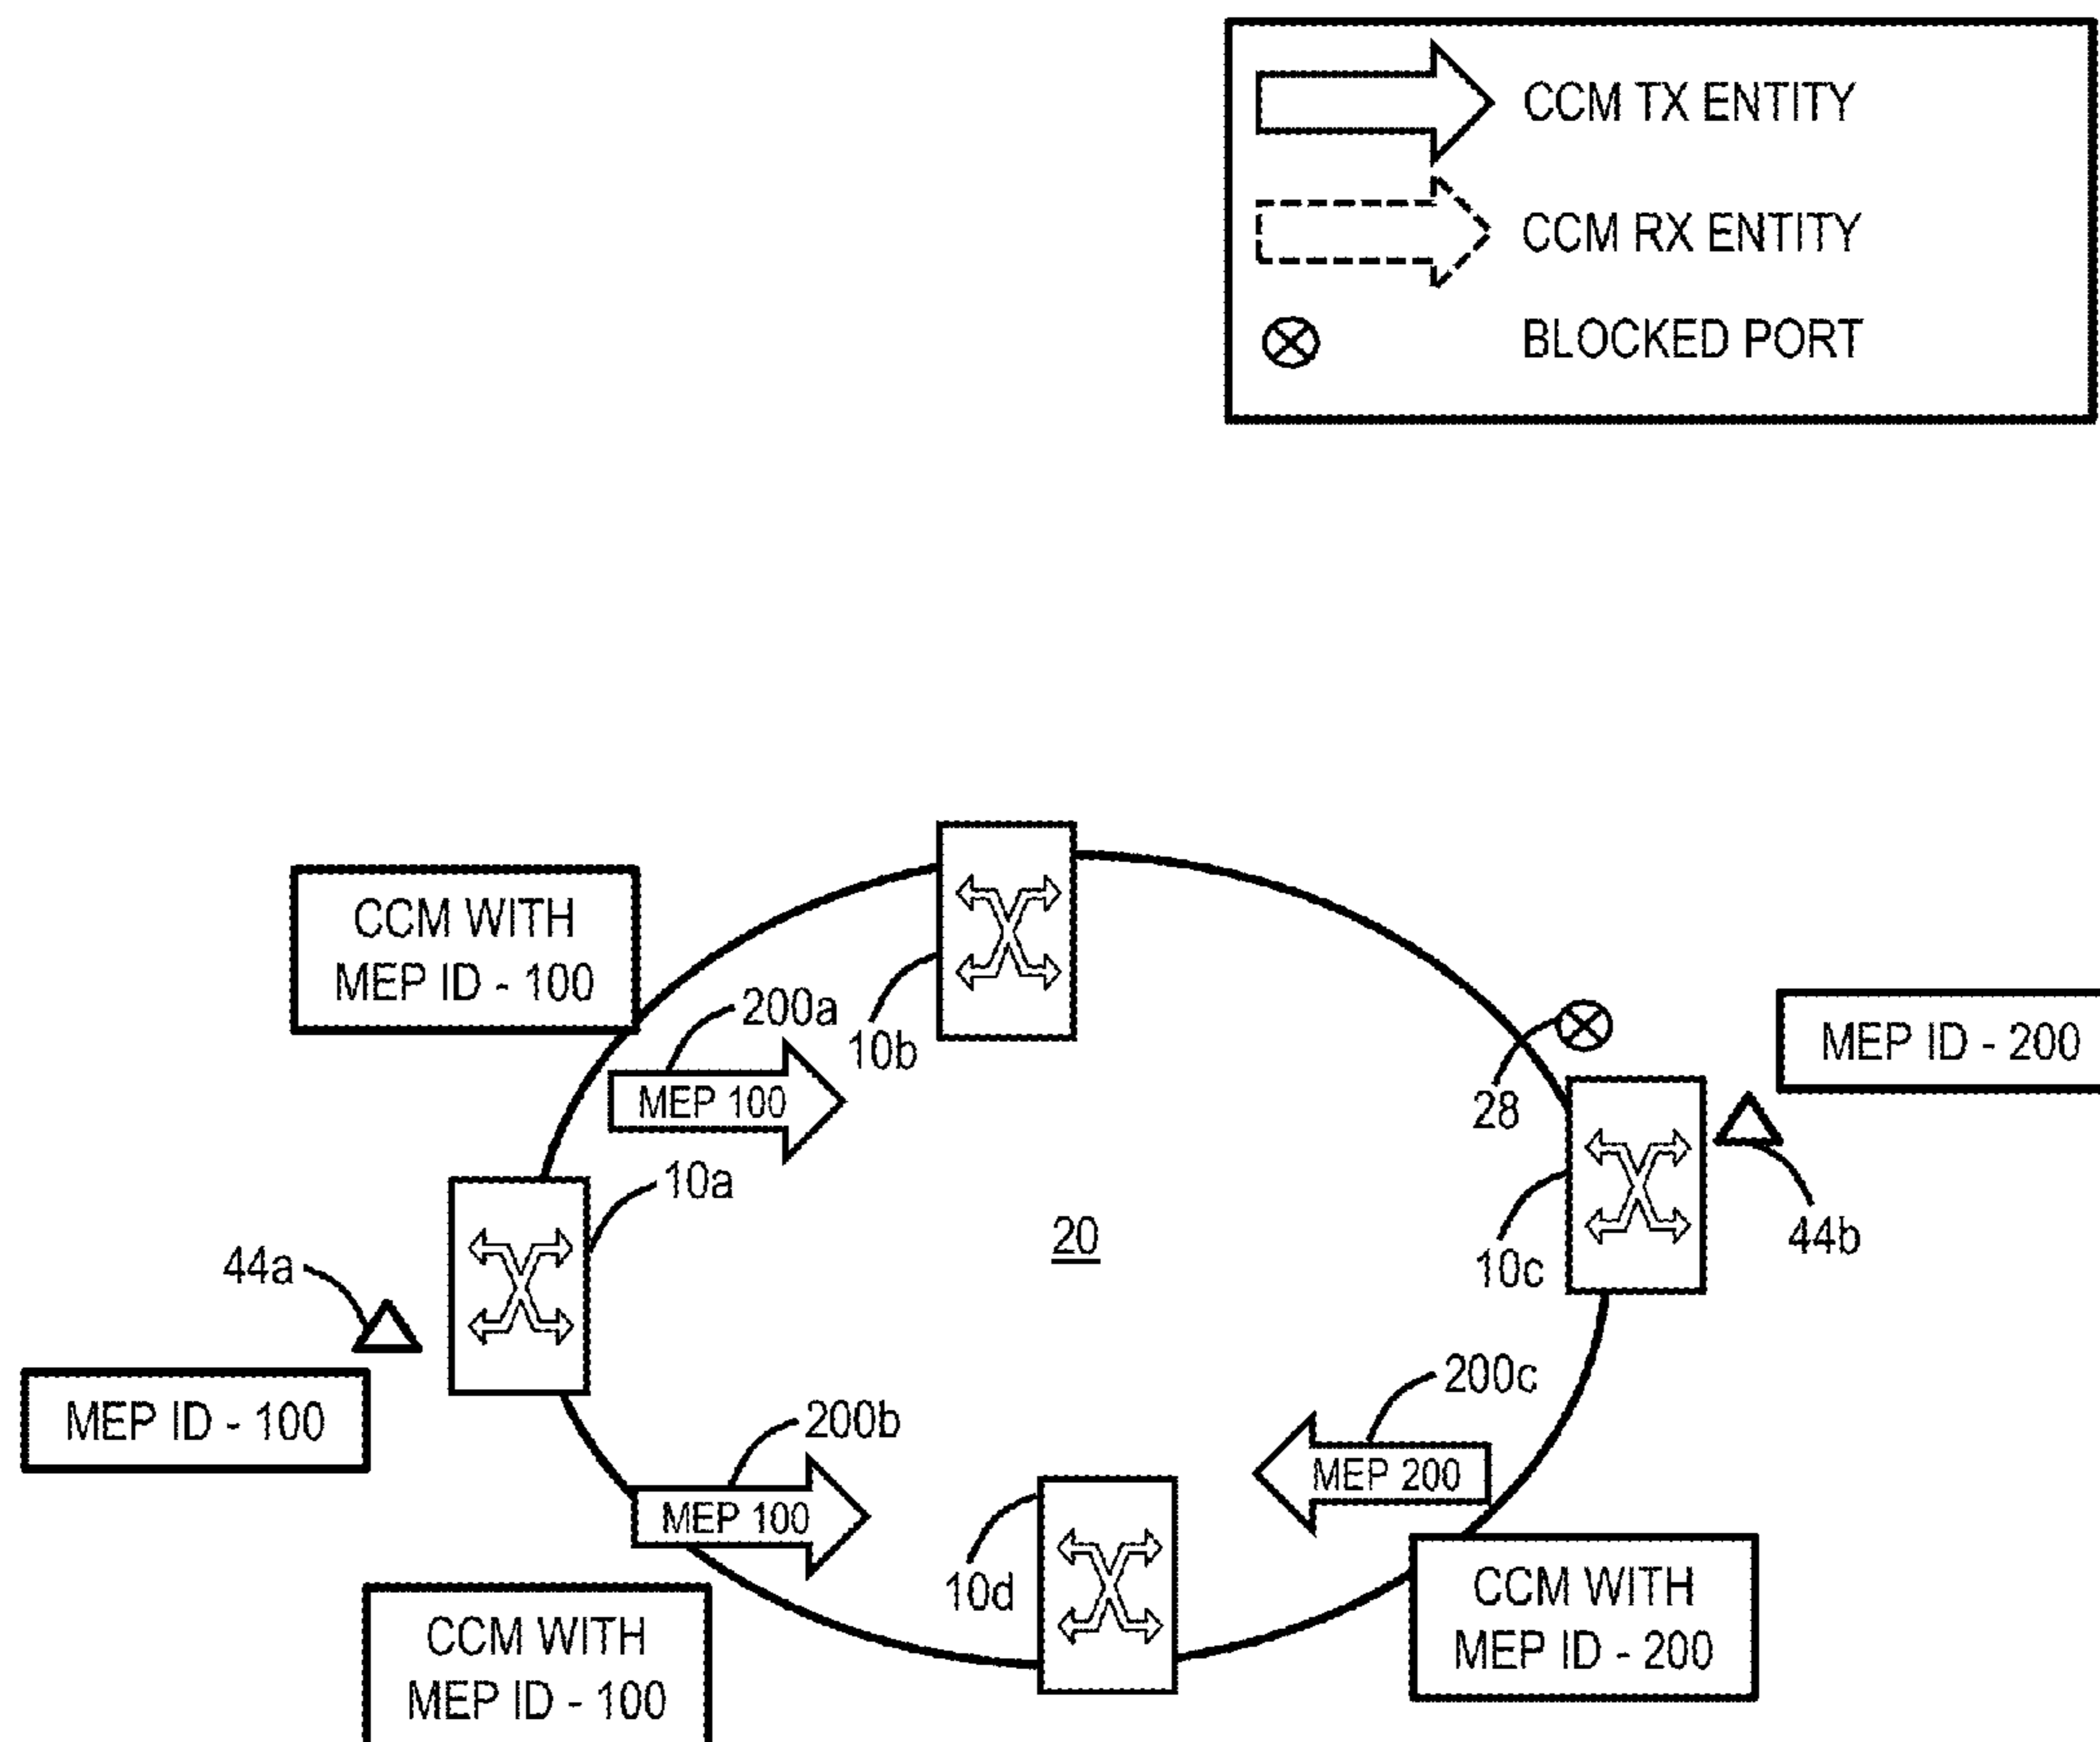 CCM TX ENTITY
CCM RX ENTITY
BLOCKED PORT
CCM WITH
MEP ID - 100
200a
10b
MEP 100
28
MEP ID - 200
10a
20
10c
44b
44a
MEP ID - 100
200b
200c
MEP 100
MEP 200
10d
CCM WITH
MEP ID - 200
CCM WITH
MEP ID - 100